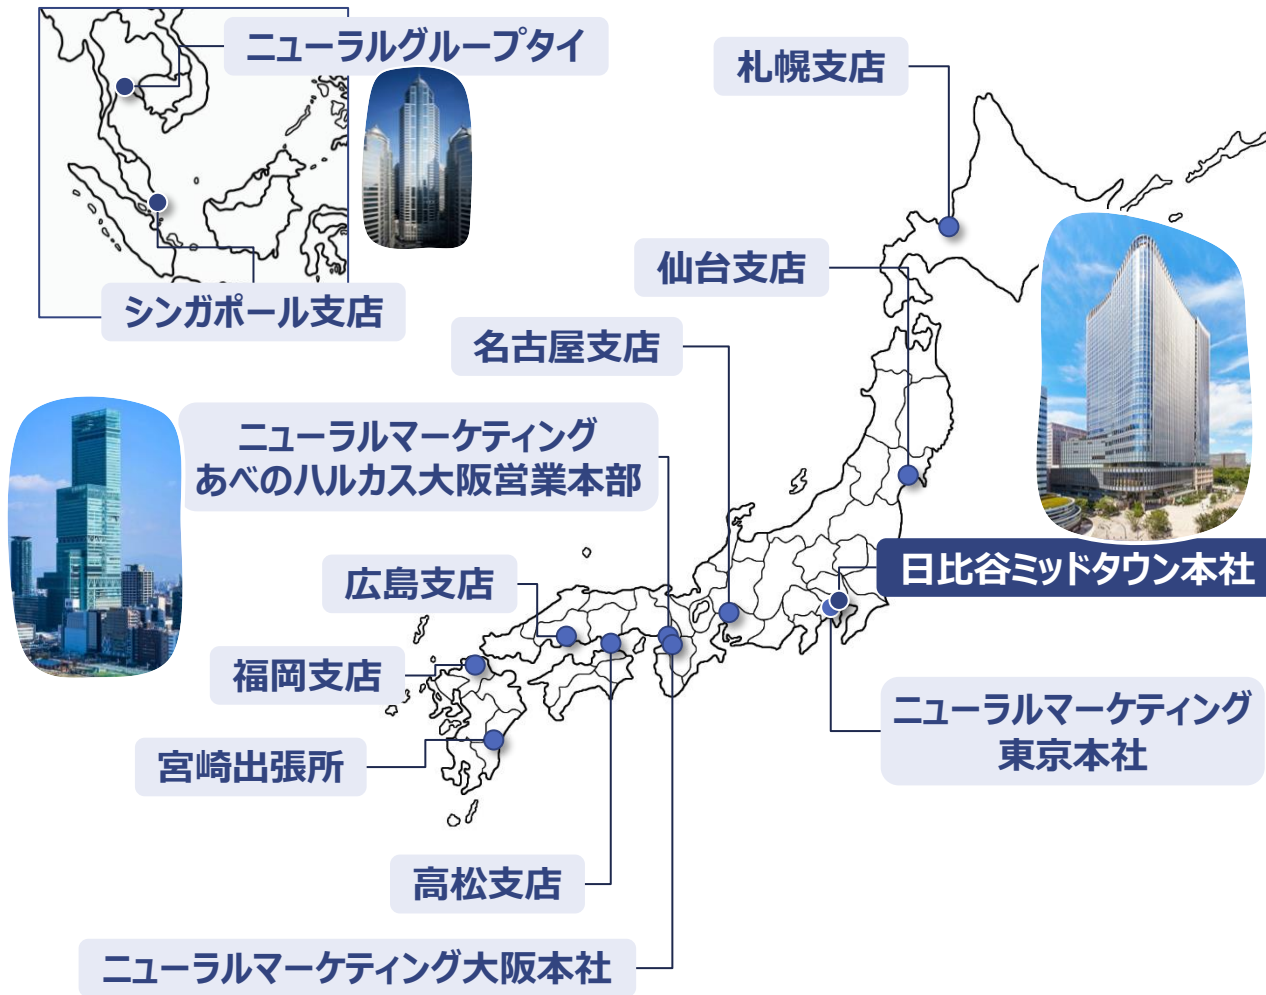 ニューラルグループタイ
札幌支店
仙台支店
シンガポール支店
名古屋支店
ニューラルマーケティング
あべのハルカス大阪営業本部
日比谷ミッドタウン本社
広島支店
福岡支店
ニューラルマーケティング
東京本社
宮崎出張所
高松支店
ニューラルマーケティング大阪本社